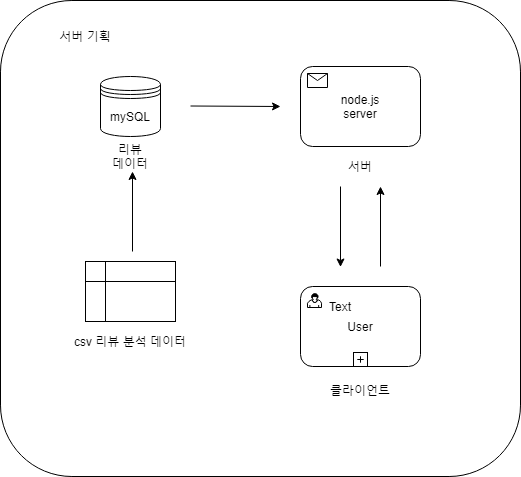 서버 기획
mySQL
리뷰
데이터
node.js
server
서버
csv 리뷰 분석 데이터
Text
User
클라이언트